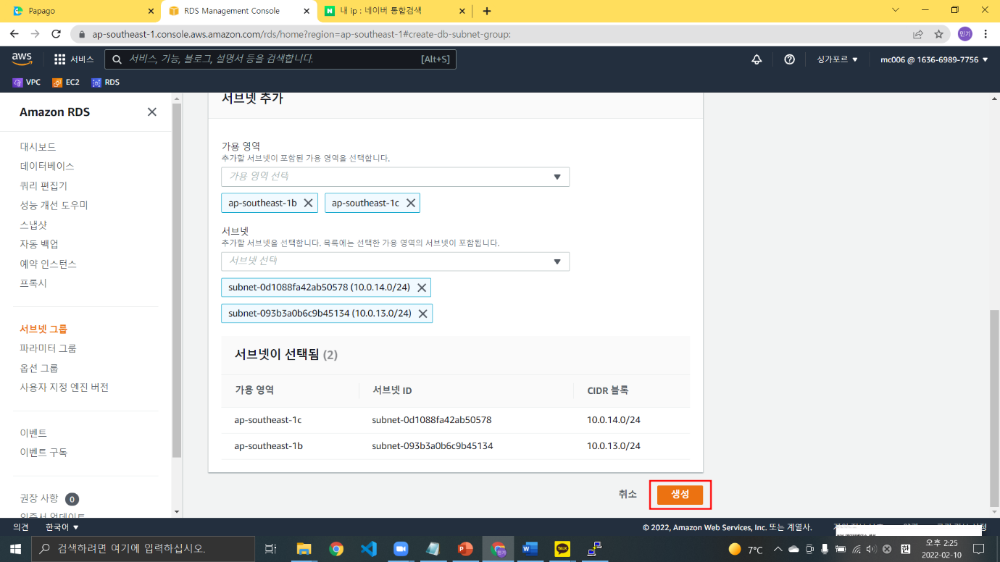 Papago
RDS Management Console
내 ip : 네이버 통합검색
ap-southeast-1.console.aws.amazon.com/rds/home?region=ap-southeast-1#create-db-subnet-group:
민기
aws
서비스
서비스, 기능, 블로그, 설명서 등을 검색합니다.
[Alt+S]
싱가포르
mc006 @ 1636-6989-7756
VPC
EC2
RDS
Amazon RDS
대시보드
데이터베이스
쿼리 편집기
성능 개선 도우미
스냅샷
자동 백업
예약 인스턴스
프록시
서브넷 그룹
파라미터 그룹
옵션 그룹
사용자 지정 엔진 버전
이벤트
이벤트 구독
권장 사항 0
인증서 업데이트
서브넷 추가
가용 영역
추가할 서브넷이 포함된 가용 영역을 선택합니다.
가용 영역 선택
ap-southeast-1b
ap-southeast-1c
서브넷
추가할 서브넷을 선택합니다. 목록에는 선택한 가용 영역의 서브넷이 포함됩니다.
서브넷 선택
subnet-0d1088fa42ab50578 (10.0.14.0/24)
subnet-093b3a0b6c9b45134 (10.0.13.0/24)
서브넷이 선택됨 (2)
가용 영역 서브넷 ID CIDR 블록
ap-southeast-1c subnet-0d1088fa42ab50578 10.0.14.0/24
ap-southeast-1b subnet-093b3a0b6c9b45134 10.0.13.0/24
취소
생성
의견
한국어
© 2022, Amazon Web Services, Inc. 또는 계열사.
검색하려면 여기에 입력하십시오.
TALK
7°C
오후 2:25
2022-02-10